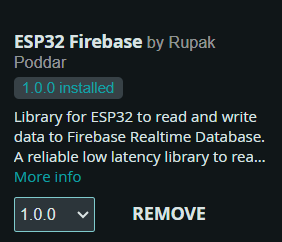 ESP32 Firebase by Rupak
Poddar
1.0.0 installed
Library for ESP32 to read and write
data to Firebase Realtime Database.
A reliable low latency library to rea...
More info
1.0.0 REMOVE